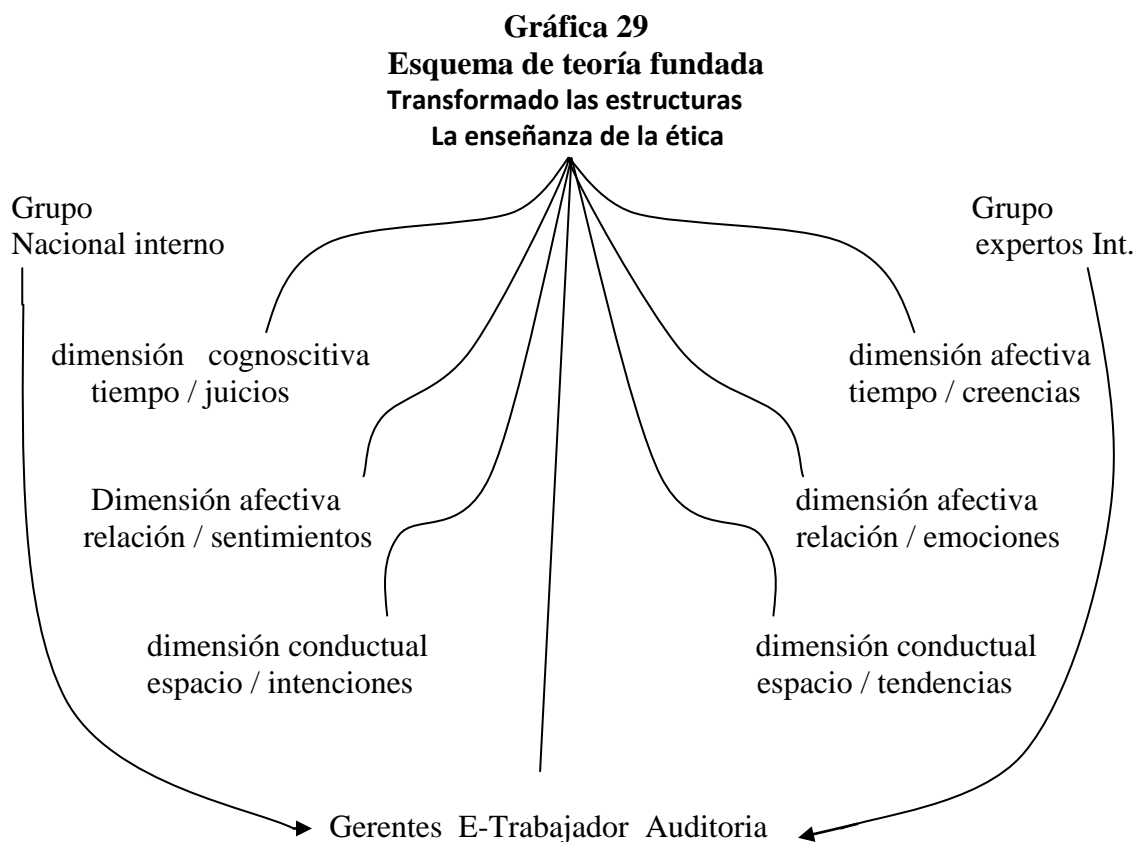 Gráfica 29
Esquema de teoría fundada
Transformado las estructuras
La enseñanza de la ética
Grupo
Nacional interno
Grupo
expertos Int.
dimensión cognoscitiva
tiempo / juicios
dimensión afectiva
tiempo / creencias
Dimensión afectiva
relación / sentimientos
dimensión afectiva
relación / emociones
dimensión conductual
espacio / intenciones
dimensión conductual
espacio / tendencias
Gerentes E-Trabajador Auditoria